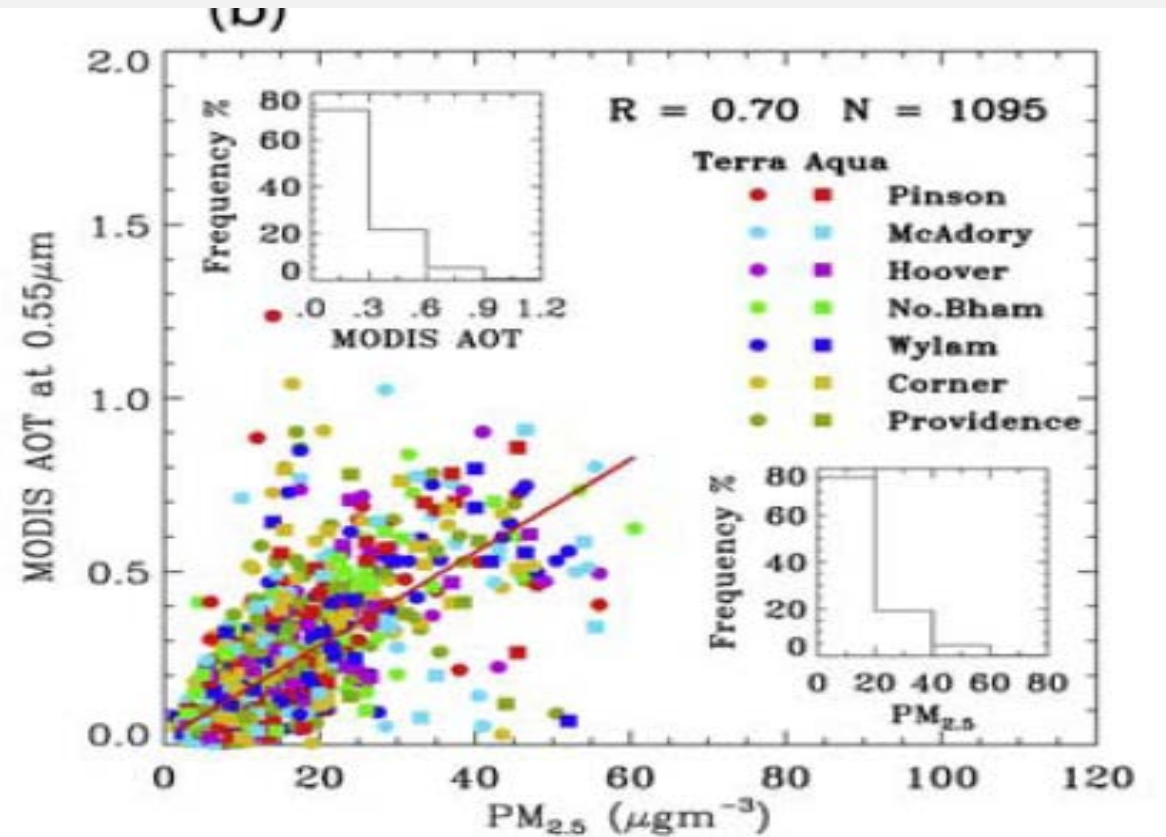 (b)
2.0
1.5
1.0
0.5
0.0
MODIS AOT at 0.55μm
0
20
40
60
80
100
120
PM2.5 (μgm−3)
R = 0.70 N = 1095
Terra Aqua
Pinson
McAdory
Hoover
No.Bham
Wylam
Corner
Providence
Frequency %
80
60
40
20
0
.0 .3 .6 .9 1.2
MODIS AOT
Frequency %
80
60
40
20
0
0 20 40 60 80
PM2.5